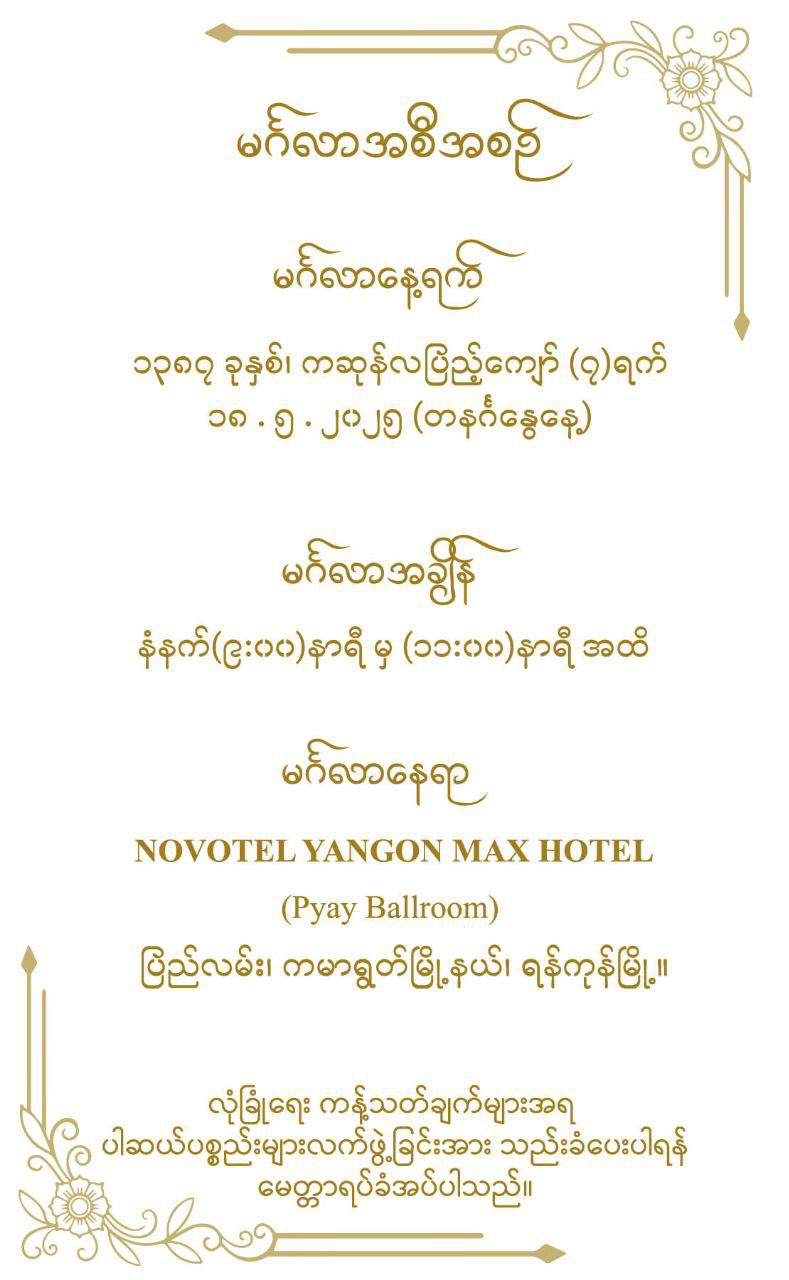 မင်္ဂလာအစီအစဉ်
မင်္ဂလာနေ့ရက်
၁၃၈၇ ခုနှစ်၊ ကဆုန်လပြည့်ကျော် (၇)ရက်
၁၈ . ၅ . ၂၀၂၅ (တနင်္ဂနွေနေ့)
မင်္ဂလာအချိန်
နံနက်(၉:၀၀)နာရီ မှ (၁၁:၀၀)နာရီ အထိ
မင်္ဂလာနေရာ
NOVOTEL YANGON MAX HOTEL
(Pyay Ballroom)
ပြည်လမ်း၊ ကမာရွတ်မြို့နယ်၊ ရန်ကုန်မြို့။
လုံခြုံရေး ကန့်သတ်ချက်များအရ
ပါဆယ်ပစ္စည်းများလက်ဖွဲ့ခြင်းအား သည်းခံပေးပါရန်
မေတ္တာရပ်ခံအပ်ပါသည်။